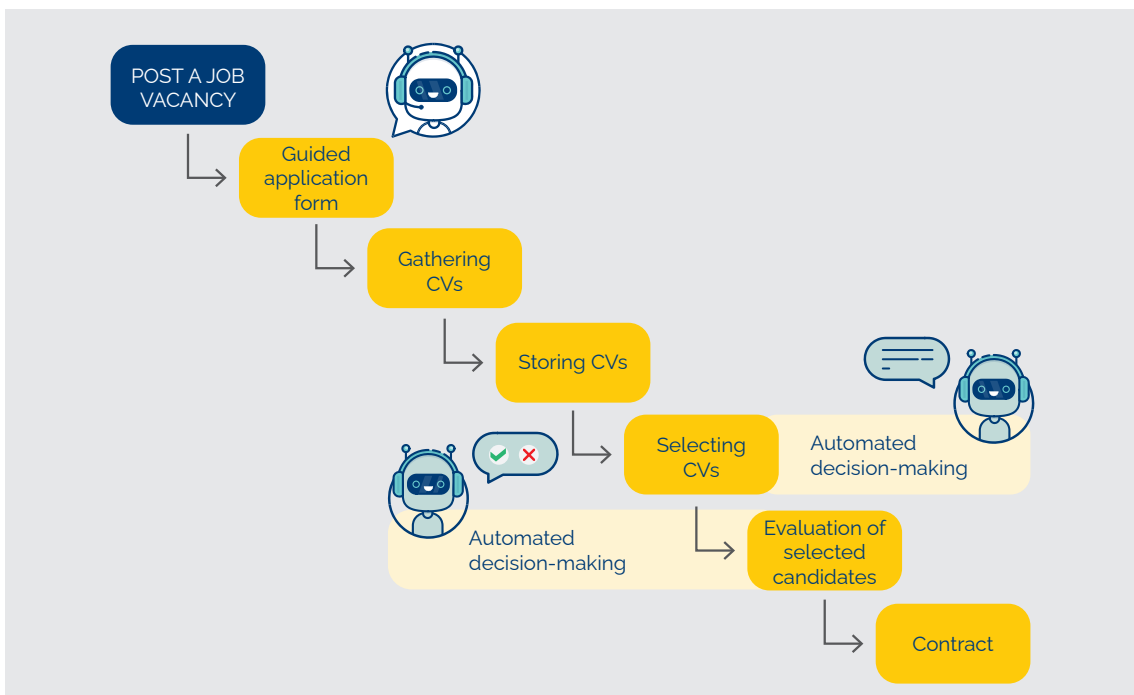 POST A JOB
VACANCY
Guided
application
form
Gathering
CVs
Storing CVs
Selecting
CVs
Automated
decision-making
Automated
decision-making
Evaluation of
selected
candidates
Contract